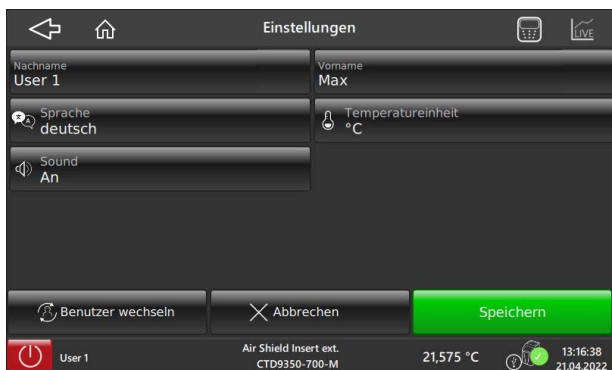 Einstellungen
LIVE
Nachname
User 1
Vorname
Max
Sprache
deutsch
Temperatureinheit
°C
Sound
An
Benutzer wechseln
Abbrechen
Speichern
User 1
Air Shield Insert ext.
CTD9350-700-M
21,575 °C
13:16:38
21.04.2022